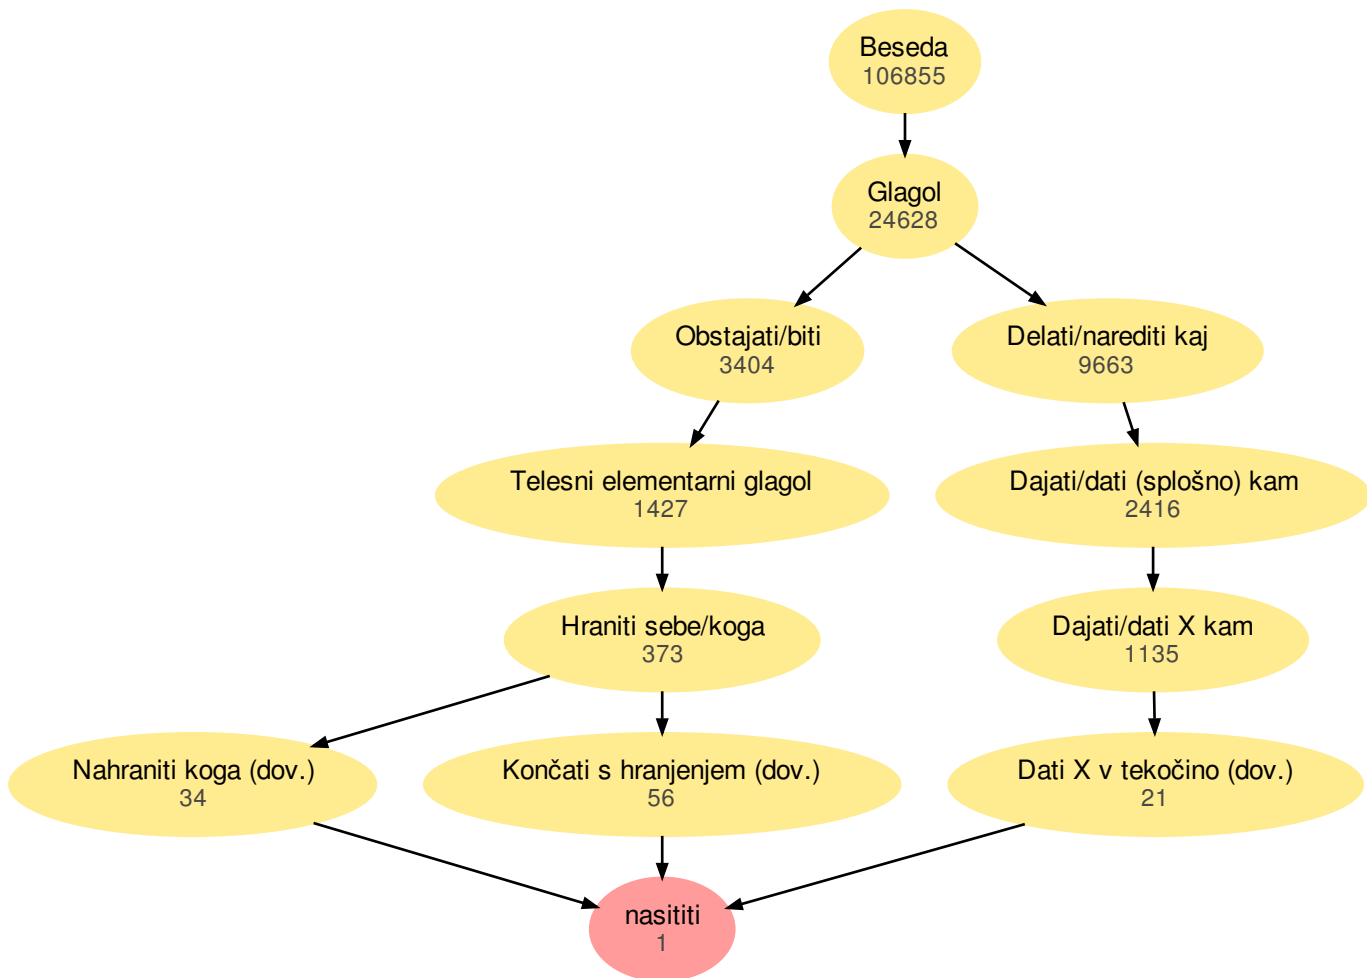 Beseda
106855
Glagol
24628
Obstajati/biti
3404
Delati/narediti kaj
9663
Telesni elementarni glagol
1427
Dajati/dati (splošno) kam
2416
Hraniti sebe/koga
373
Dajati/dati X kam
1135
Nahraniti koga (dov.)
34
Končati s hranjenjem (dov.)
56
Dati X v tekočino (dov.)
21
nasititi
1